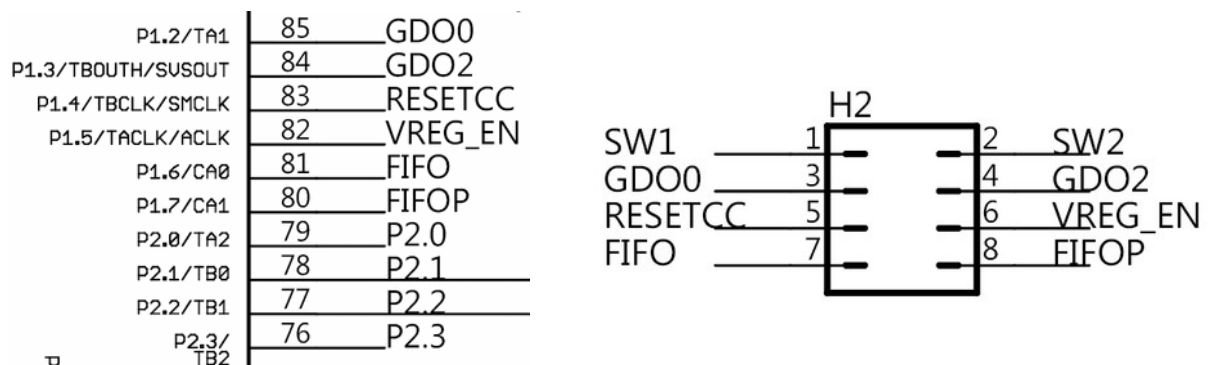 P1.2/TA1 85 GDO0
P1.3/TBOUTH/SVSOUT 84 GDO2
P1.4/TBCLK/SMCLK 83 RESETCC
P1.5/TACLK/ACLK 82 VREG_EN
P1.6/CA0 81 FIFO
P1.7/CA1 80 FIFOP
P2.0/TA2 79 P2.0
P2.1/TB0 78 P2.1
P2.2/TB1 77 P2.2
P2.3/ 76 P2.3
TB2
H2
SW1 1 2 SW2
GDO0 3 4 GDO2
RESETCC 5 6 VREG_EN
FIFO 7 8 FIFOP